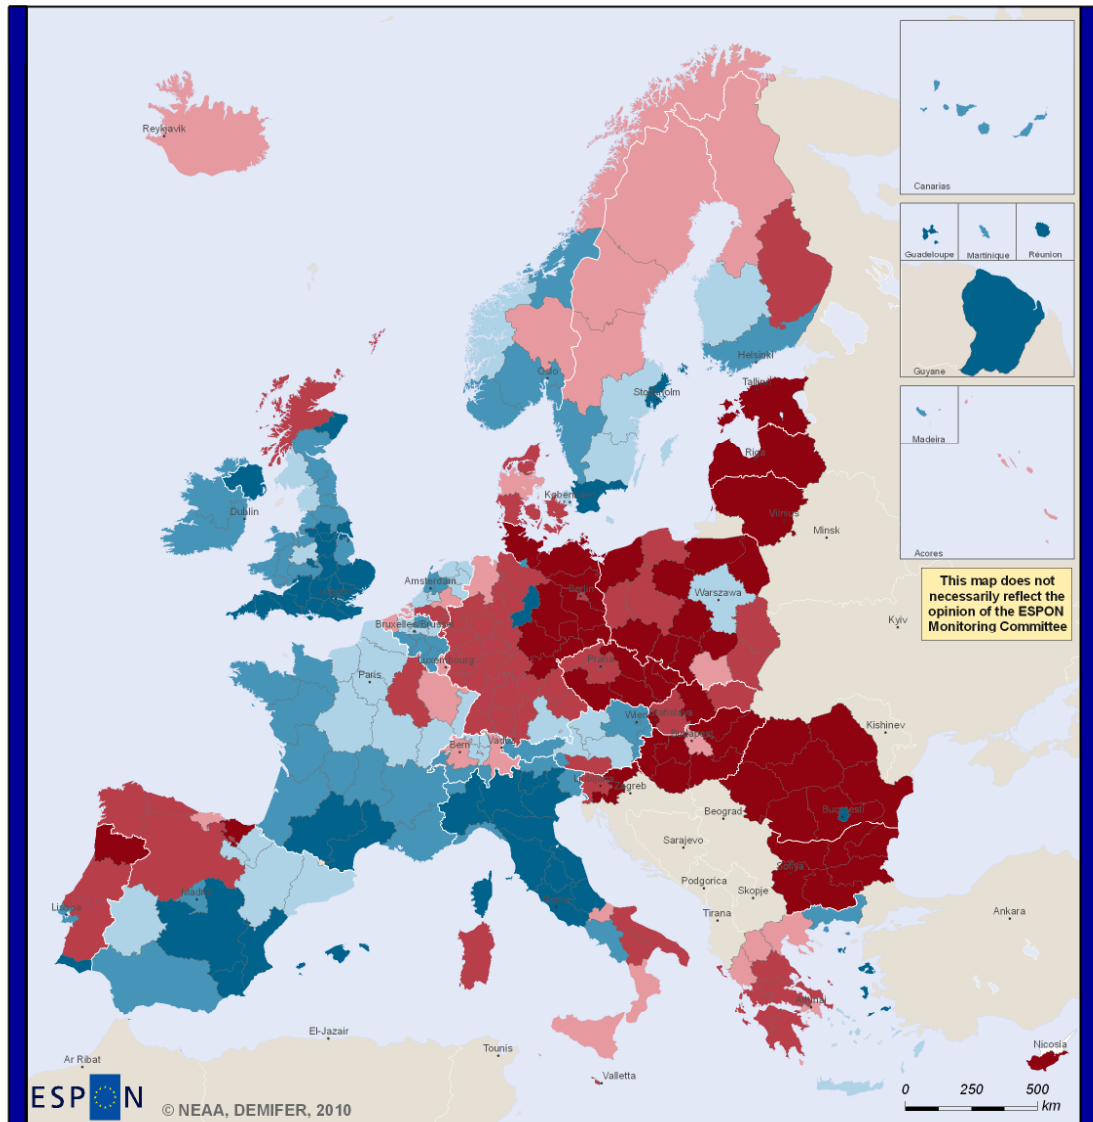 Reykjavik
Canarias
Guadeloupe
Martinique
Réunion
Guyane
Helsinki
Oslo
Tallinn
Stockholm
Riga
Madeira
København
Dublin
Vilnius
Minsk
Acores
Amsterdam
Berlin
This map does not
necessarily reflect the
opinion of the ESPON
Monitoring Committee
Warszawa
Bruxelles/Brussel
Kyiv
Luxembourg
Praha
Paris
Wien
Bratislava
Kishinev
Bern
Vaduz
Budapest
Zagreb
Beograd
Bucuresti
Sarajevo
Sofiya
Podgorica
Skopje
Madrid
Tirana
Ankara
Lisboa
Athinai
El-Jazair
Nicosia
Tounis
Ar Ribat
Valletta
ESPON
© NEAA, DEMIFER, 2010
0 250 500
km